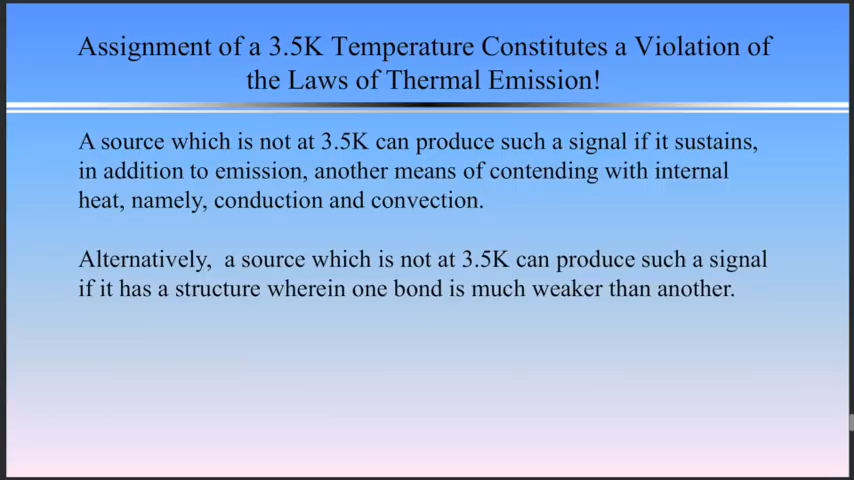 Assignment of a 3.5K Temperature Constitutes a Violation of
the Laws of Thermal Emission!
A source which is not at 3.5K can produce such a signal if it sustains,
in addition to emission, another means of contending with internal
heat, namely, conduction and convection.
Alternatively, a source which is not at 3.5K can produce such a signal
if it has a structure wherein one bond is much weaker than another.